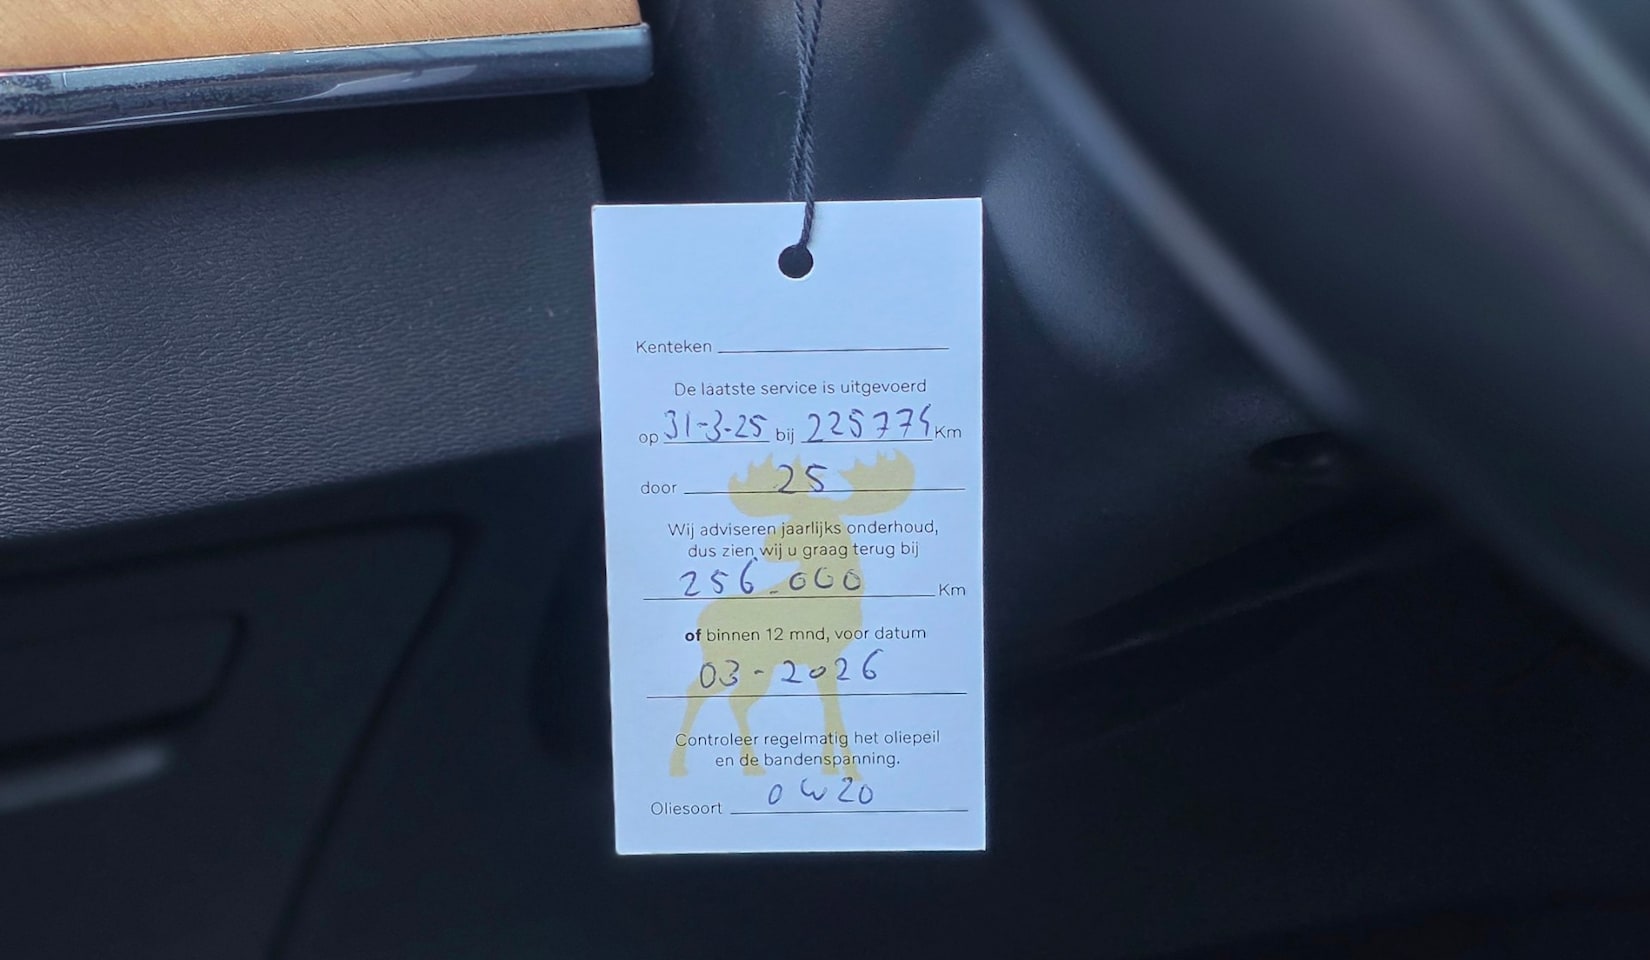 Kenteken
De laatste service is uitgevoerd
op 31-3-25 bij 225774 Km
door 25
Wij adviseren jaarlijks onderhoud,
dus zien wij u graag terug bij
256.000 Km
of binnen 12 mnd, voor datum
03-2026
Controleer regelmatig het oliepeil
en de bandenspanning.
Oliesoort 0W20